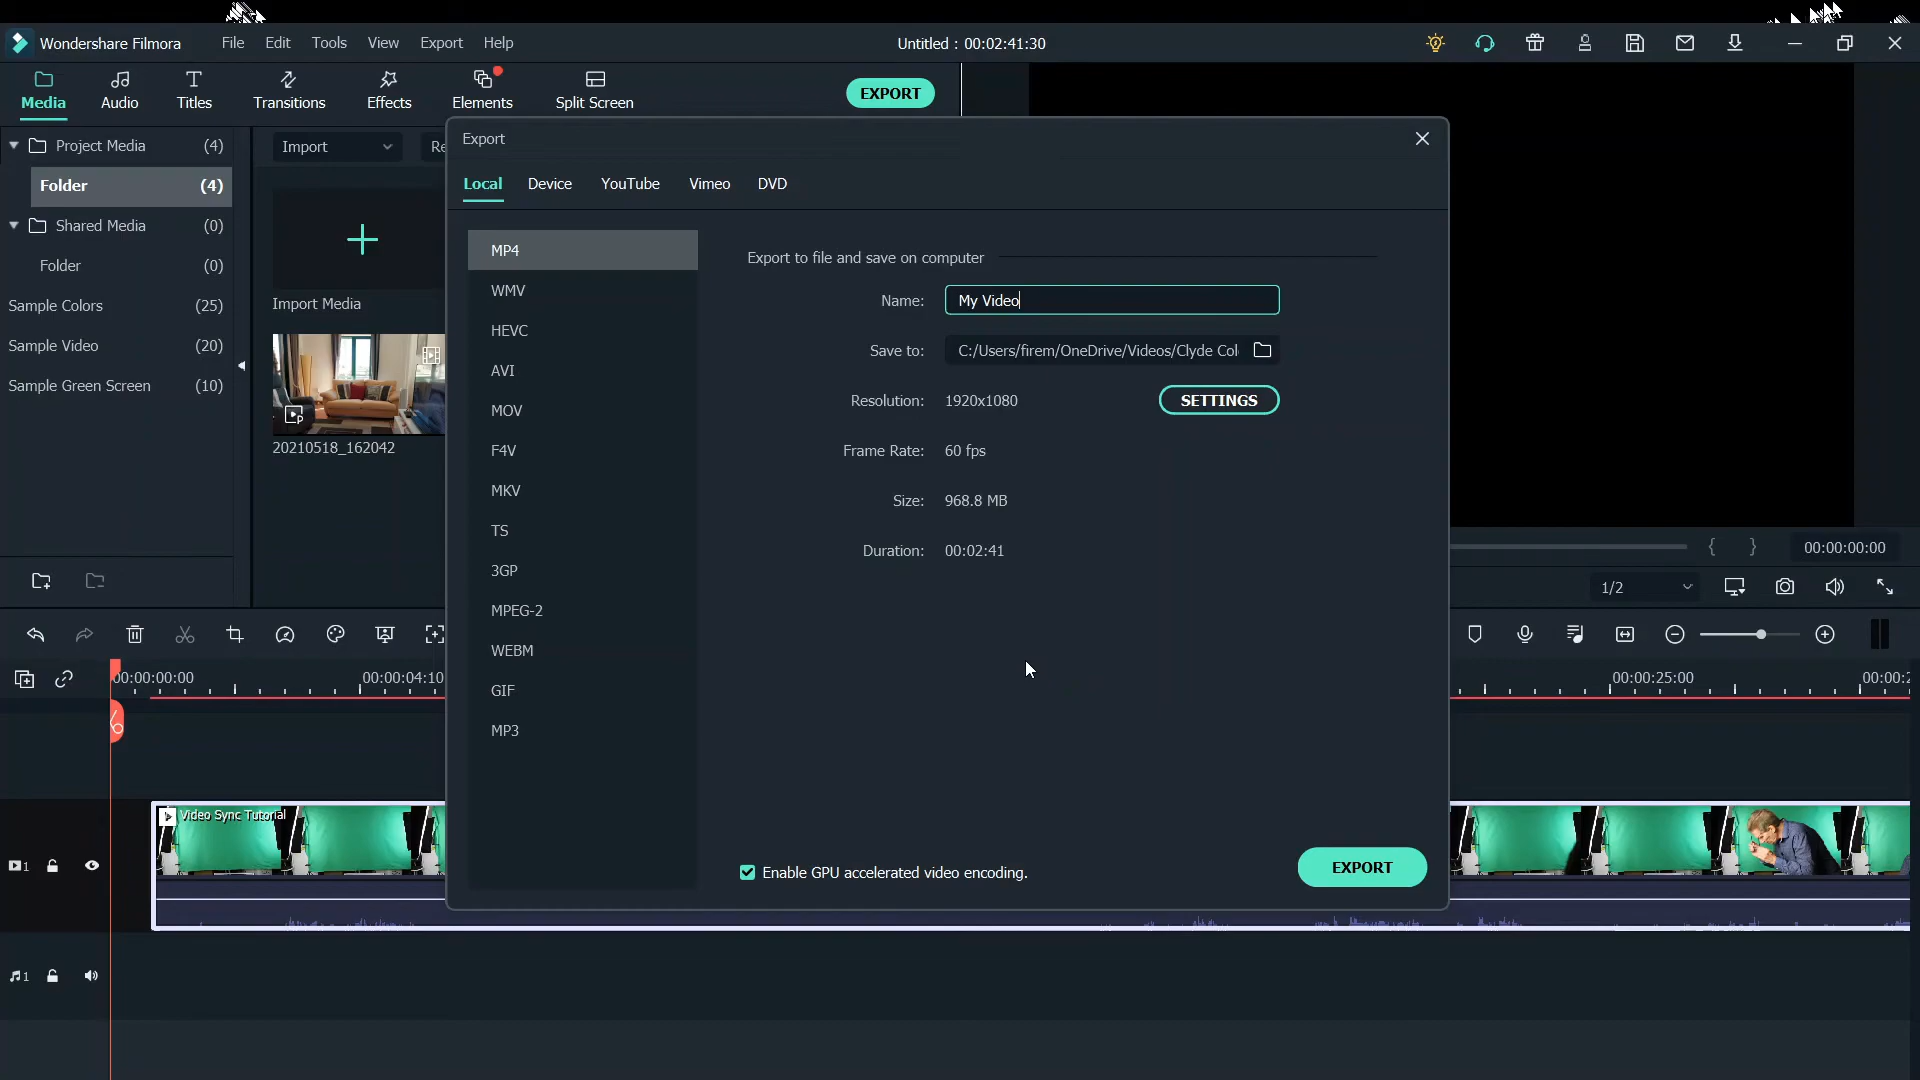 Wondershare Filmora File Edit Tools View Export Help Untitled : 00:02:41:30
Media Audio Titles Transitions Effects Elements Split Screen EXPORT
Project Media (4)
Folder (4)
Shared Media (0)
Folder (0)
Sample Colors (25)
Sample Video (20)
Sample Green Screen (10)
Import
Import Media
20210518_162042
Export
Local Device YouTube Vimeo DVD
MP4
WMV
HEVC
AVI
MOV
F4V
MKV
TS
3GP
MPEG-2
WEBM
GIF
MP3
Export to file and save on computer
Name: My Video
Save to: C:/Users/firem/OneDrive/Videos/Clyde Col
Resolution: 1920x1080 SETTINGS
Frame Rate: 60 fps
Size: 968.8 MB
Duration: 00:02:41
Enable GPU accelerated video encoding. EXPORT
{ } 00:00:00:00
1/2
00:00:00:00 00:00:04:10 00:00:25:00 00:00:2
Video Sync Tutorial
1
1